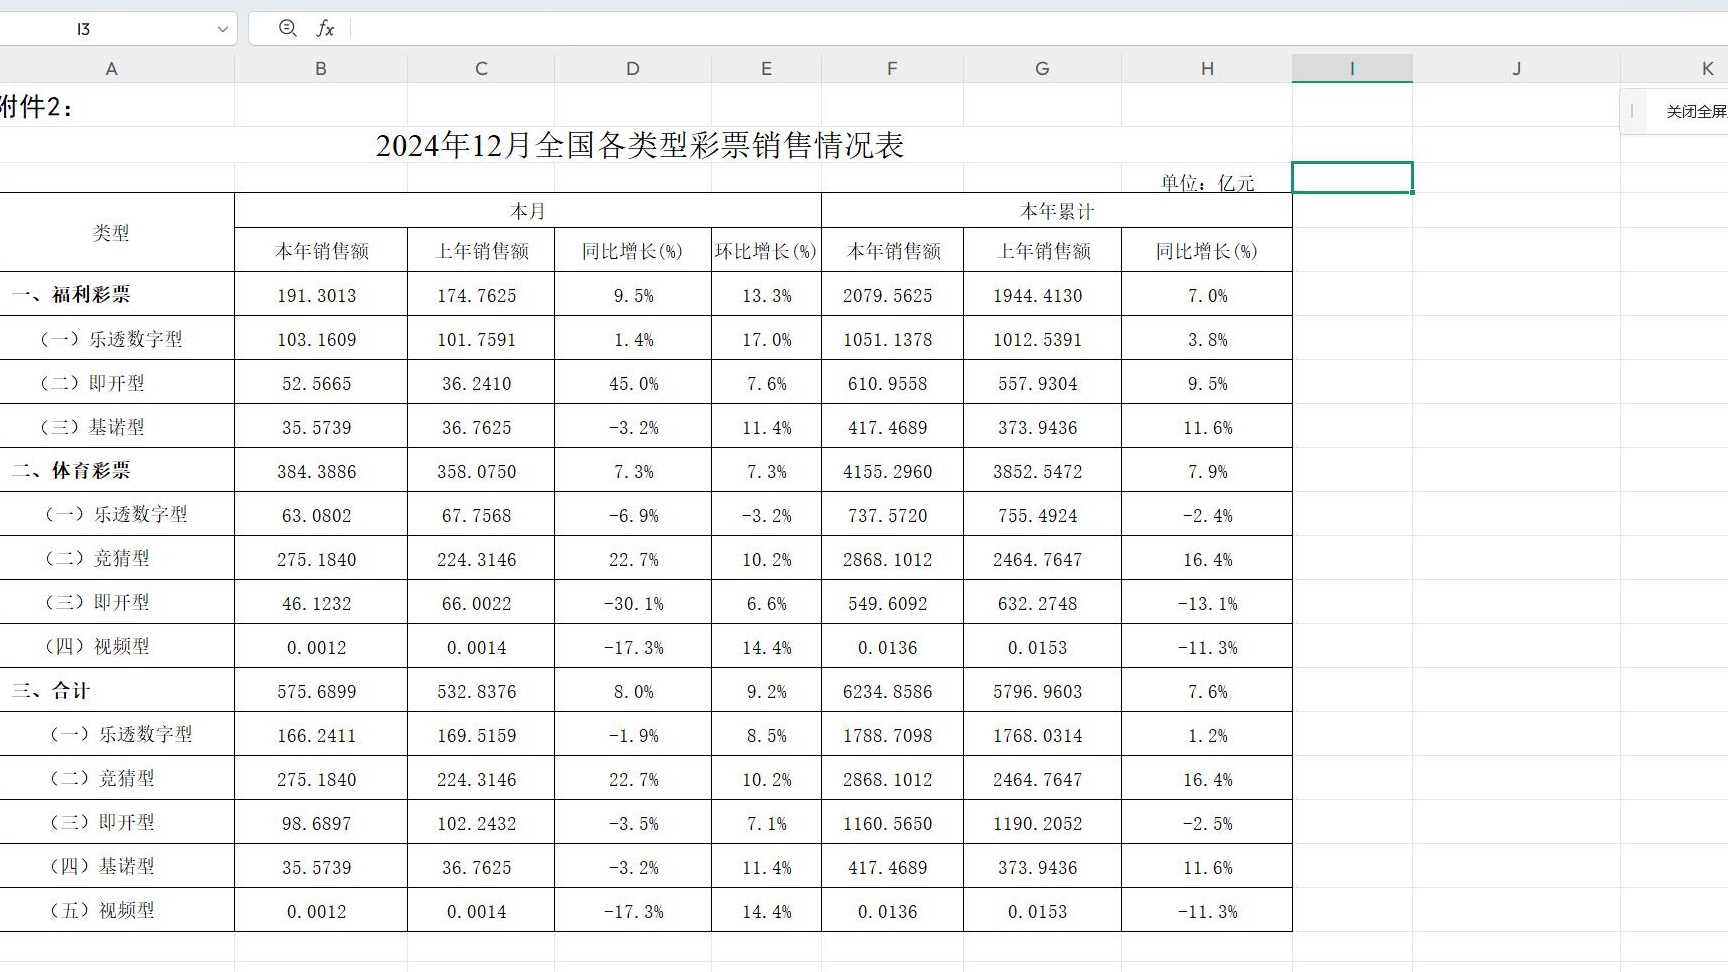 I3
fx
A B C D E F G H I J K
附件2：
关闭全屏
2024年12月全国各类型彩票销售情况表
单位：亿元
类型 本月 本年累计
本年销售额 上年销售额 同比增长(%) 环比增长(%) 本年销售额 上年销售额 同比增长(%)
一、福利彩票 191.3013 174.7625 9.5% 13.3% 2079.5625 1944.4130 7.0%
（一）乐透数字型 103.1609 101.7591 1.4% 17.0% 1051.1378 1012.5391 3.8%
（二）即开型 52.5665 36.2410 45.0% 7.6% 610.9558 557.9304 9.5%
（三）基诺型 35.5739 36.7625 -3.2% 11.4% 417.4689 373.9436 11.6%
二、体育彩票 384.3886 358.0750 7.3% 7.3% 4155.2960 3852.5472 7.9%
（一）乐透数字型 63.0802 67.7568 -6.9% -3.2% 737.5720 755.4924 -2.4%
（二）竞猜型 275.1840 224.3146 22.7% 10.2% 2868.1012 2464.7647 16.4%
（三）即开型 46.1232 66.0022 -30.1% 6.6% 549.6092 632.2748 -13.1%
（四）视频型 0.0012 0.0014 -17.3% 14.4% 0.0136 0.0153 -11.3%
三、合计 575.6899 532.8376 8.0% 9.2% 6234.8586 5796.9603 7.6%
（一）乐透数字型 166.2411 169.5159 -1.9% 8.5% 1788.7098 1768.0314 1.2%
（二）竞猜型 275.1840 224.3146 22.7% 10.2% 2868.1012 2464.7647 16.4%
（三）即开型 98.6897 102.2432 -3.5% 7.1% 1160.5650 1190.2052 -2.5%
（四）基诺型 35.5739 36.7625 -3.2% 11.4% 417.4689 373.9436 11.6%
（五）视频型 0.0012 0.0014 -17.3% 14.4% 0.0136 0.0153 -11.3%